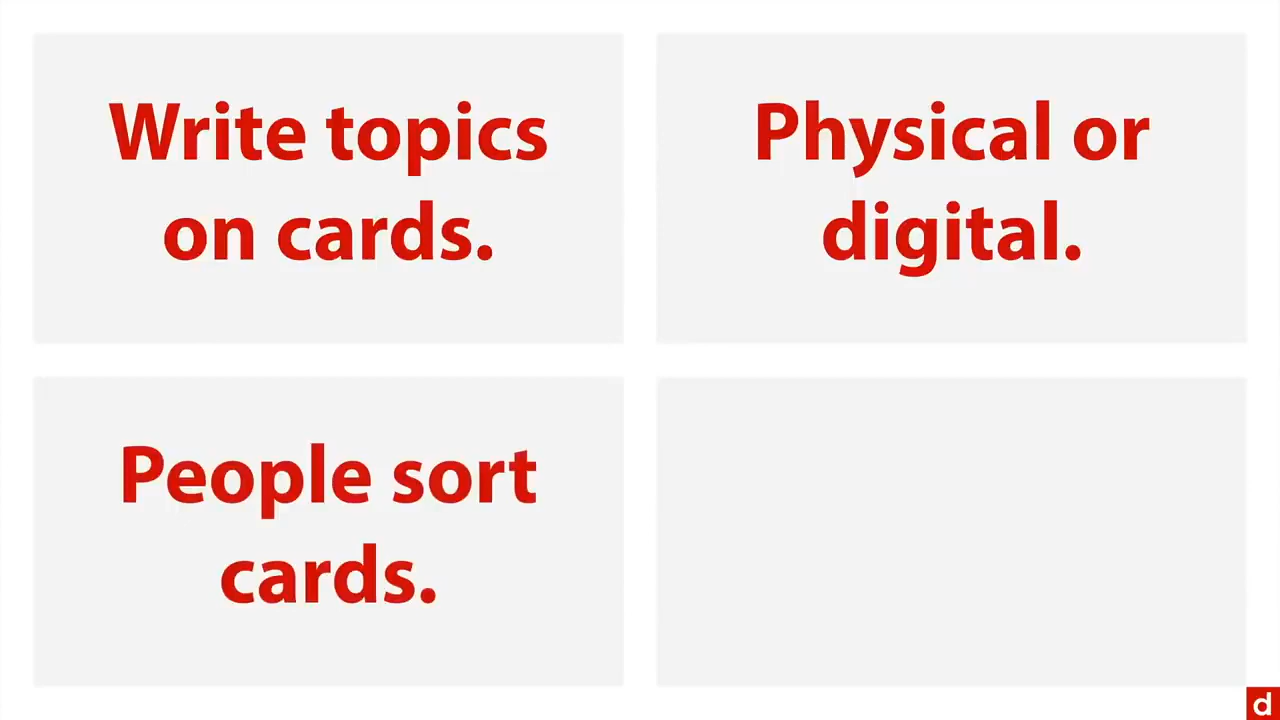 Write topics
on cards.
Physical or
digital.
People sort
cards.
d